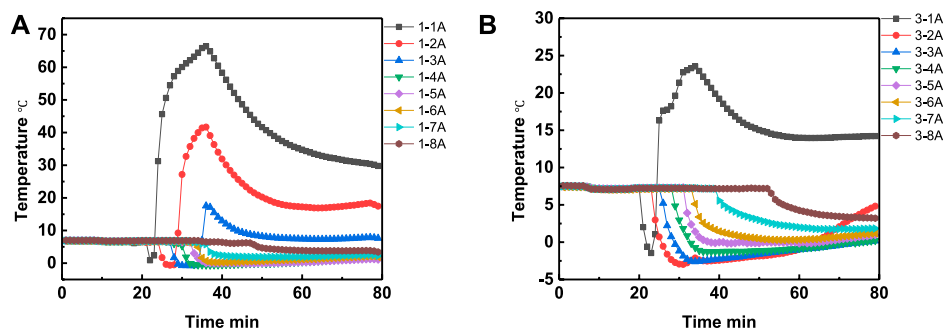 A
Temperature ℃
70
60
50
40
30
20
10
0
0 20 40 60 80
Time min
1-1A
1-2A
1-3A
1-4A
1-5A
1-6A
1-7A
1-8A
B
Temperature ℃
30
25
20
15
10
5
0
-5
0 20 40 60 80
Time min
3-1A
3-2A
3-3A
3-4A
3-5A
3-6A
3-7A
3-8A